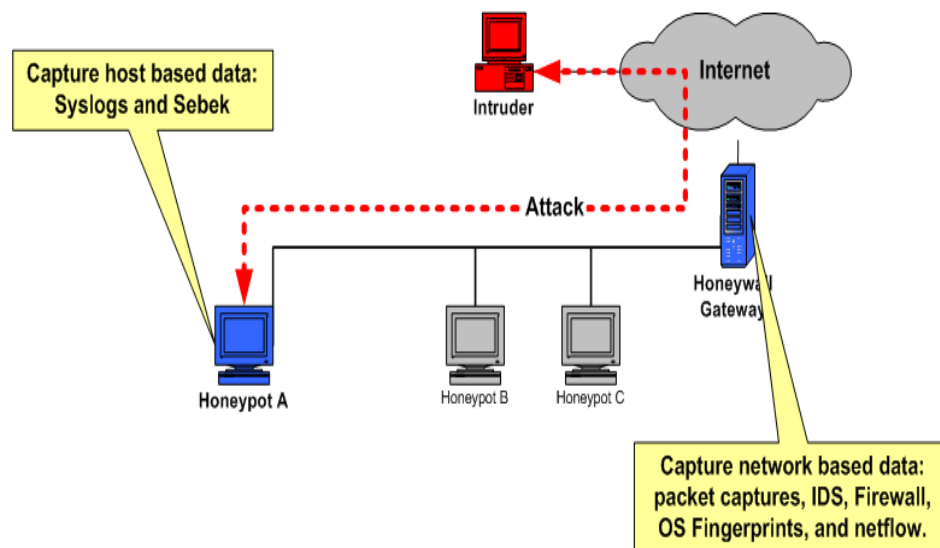 Capture host based data:
Syslogs and Sebek
Intruder
Internet
Attack
Honeywall
Gateway
Honeypot A
Honeypot B
Honeypot C
Capture network based data:
packet captures, IDS, Firewall,
OS Fingerprints, and netflow.